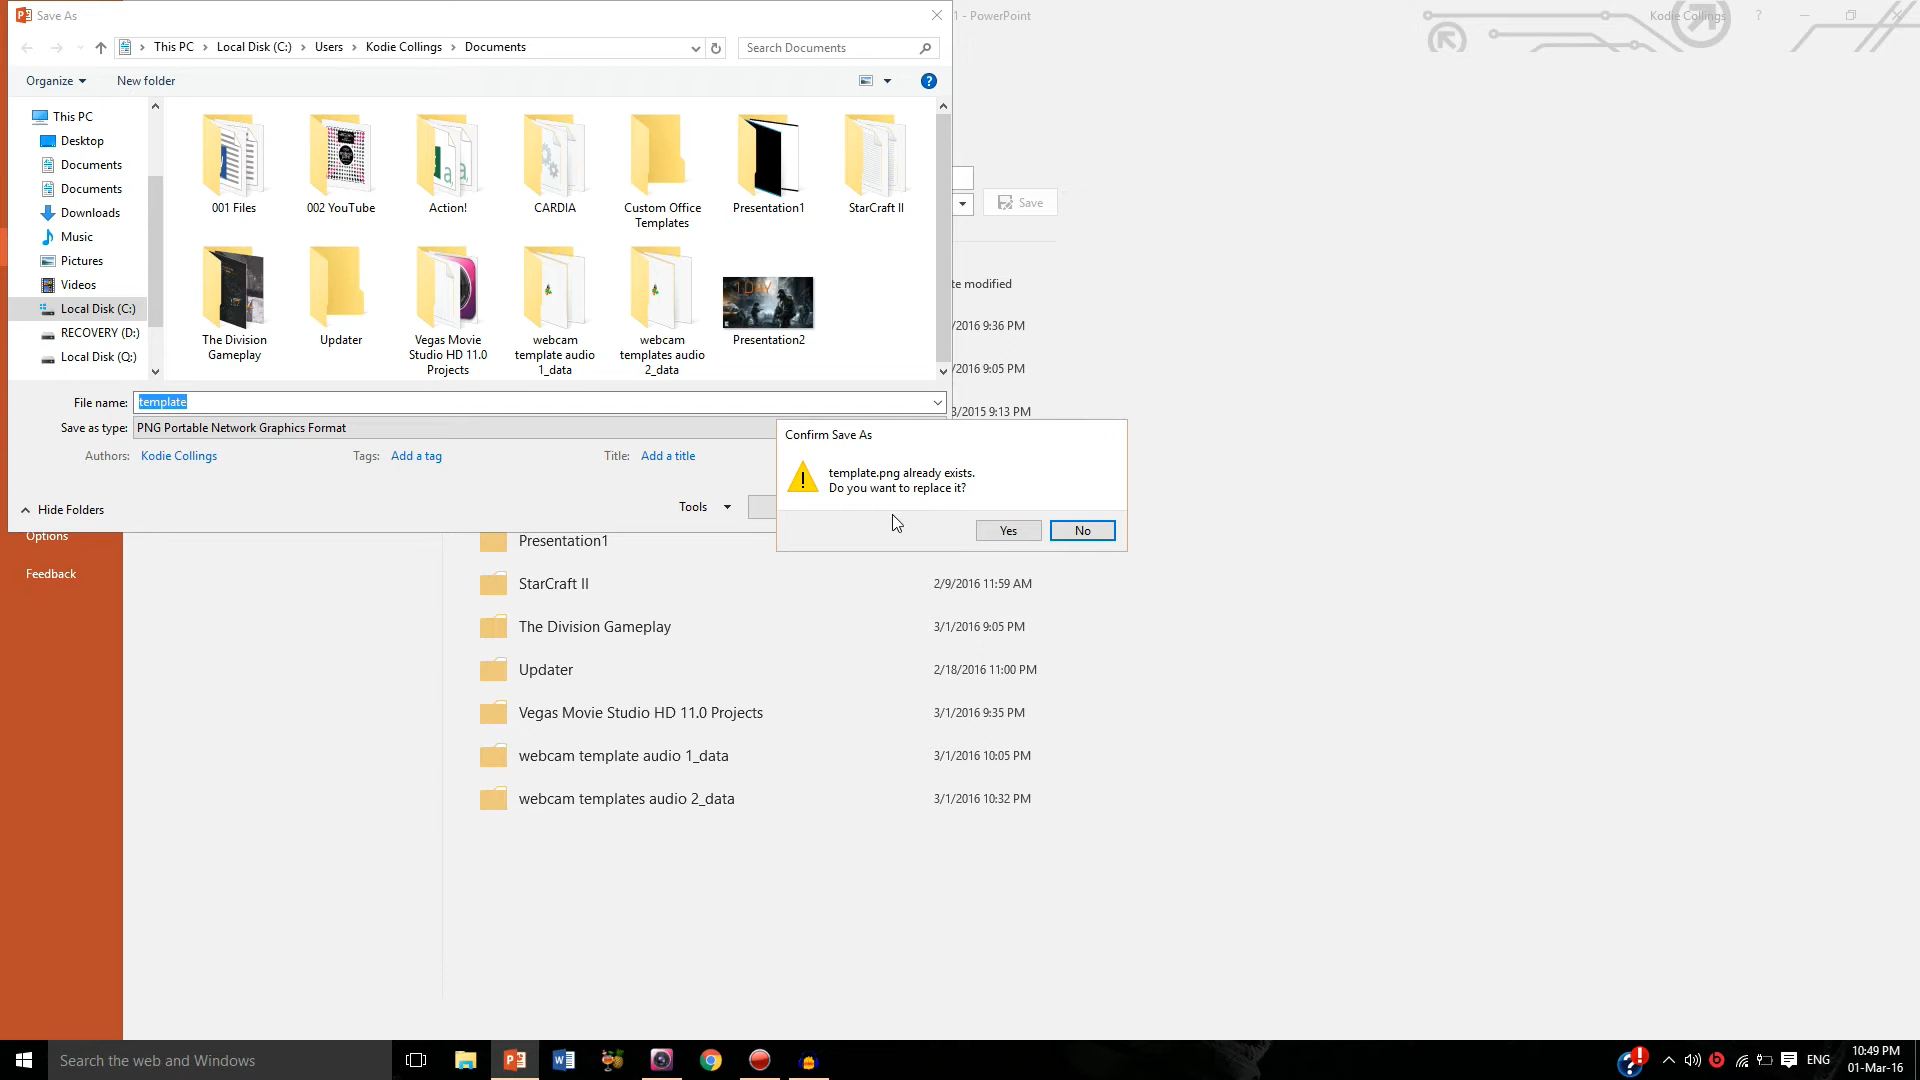 Save As
1 - PowerPoint
Kodie Collings
?
This PC
Local Disk (C:)
Users
Kodie Collings
Documents
Search Documents
Organize
New folder
?
This PC
Desktop
Documents
Documents
Downloads
Music
Pictures
Videos
Local Disk (C:)
RECOVERY (D:)
Local Disk (Q:)
001 Files
002 YouTube
Action!
CARDIA
Custom Office
Templates
Presentation1
StarCraft II
The Division
Gameplay
Updater
Vegas Movie
Studio HD 11.0
Projects
webcam
template audio
1_data
webcam
templates audio
2_data
1 DAY
Presentation2
Save
te modified
/2016 9:36 PM
/2016 9:05 PM
3/2015 9:13 PM
File name: template
Save as type: PNG Portable Network Graphics Format
Authors: Kodie Collings
Tags: Add a tag
Title: Add a title
Tools
Hide Folders
Confirm Save As
template.png already exists.
Do you want to replace it?
Yes
No
Options
Feedback
Presentation1
StarCraft II 2/9/2016 11:59 AM
The Division Gameplay 3/1/2016 9:05 PM
Updater 2/18/2016 11:00 PM
Vegas Movie Studio HD 11.0 Projects 3/1/2016 9:35 PM
webcam template audio 1_data 3/1/2016 10:05 PM
webcam templates audio 2_data 3/1/2016 10:32 PM
Search the web and Windows
ENG
10:49 PM
01-Mar-16